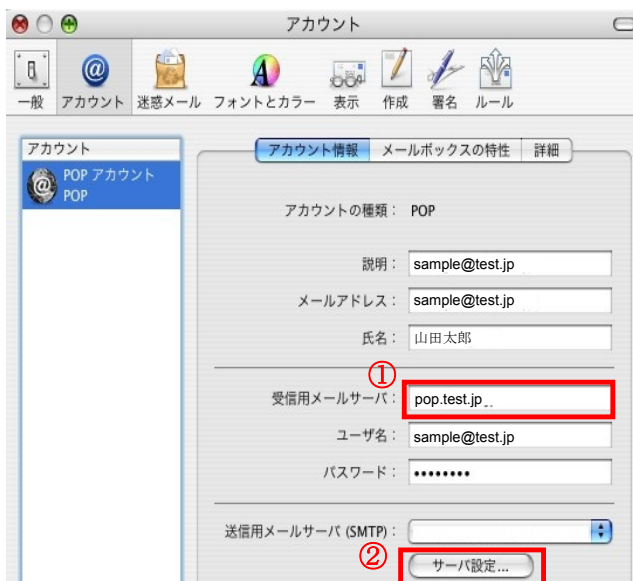 アカウント
一般 アカウント 迷惑メール フォントとカラー 表示 作成 署名 ルール
アカウント
POP アカウント
POP
アカウント情報 メールボックスの特性 詳細
アカウントの種類： POP
説明： sample@test.jp
メールアドレス： sample@test.jp
氏名： 山田太郎
①
受信用メールサーバ： pop.test.jp
ユーザ名： sample@test.jp
パスワード： ••••••••
送信用メールサーバ (SMTP)：
②
サーバ設定...